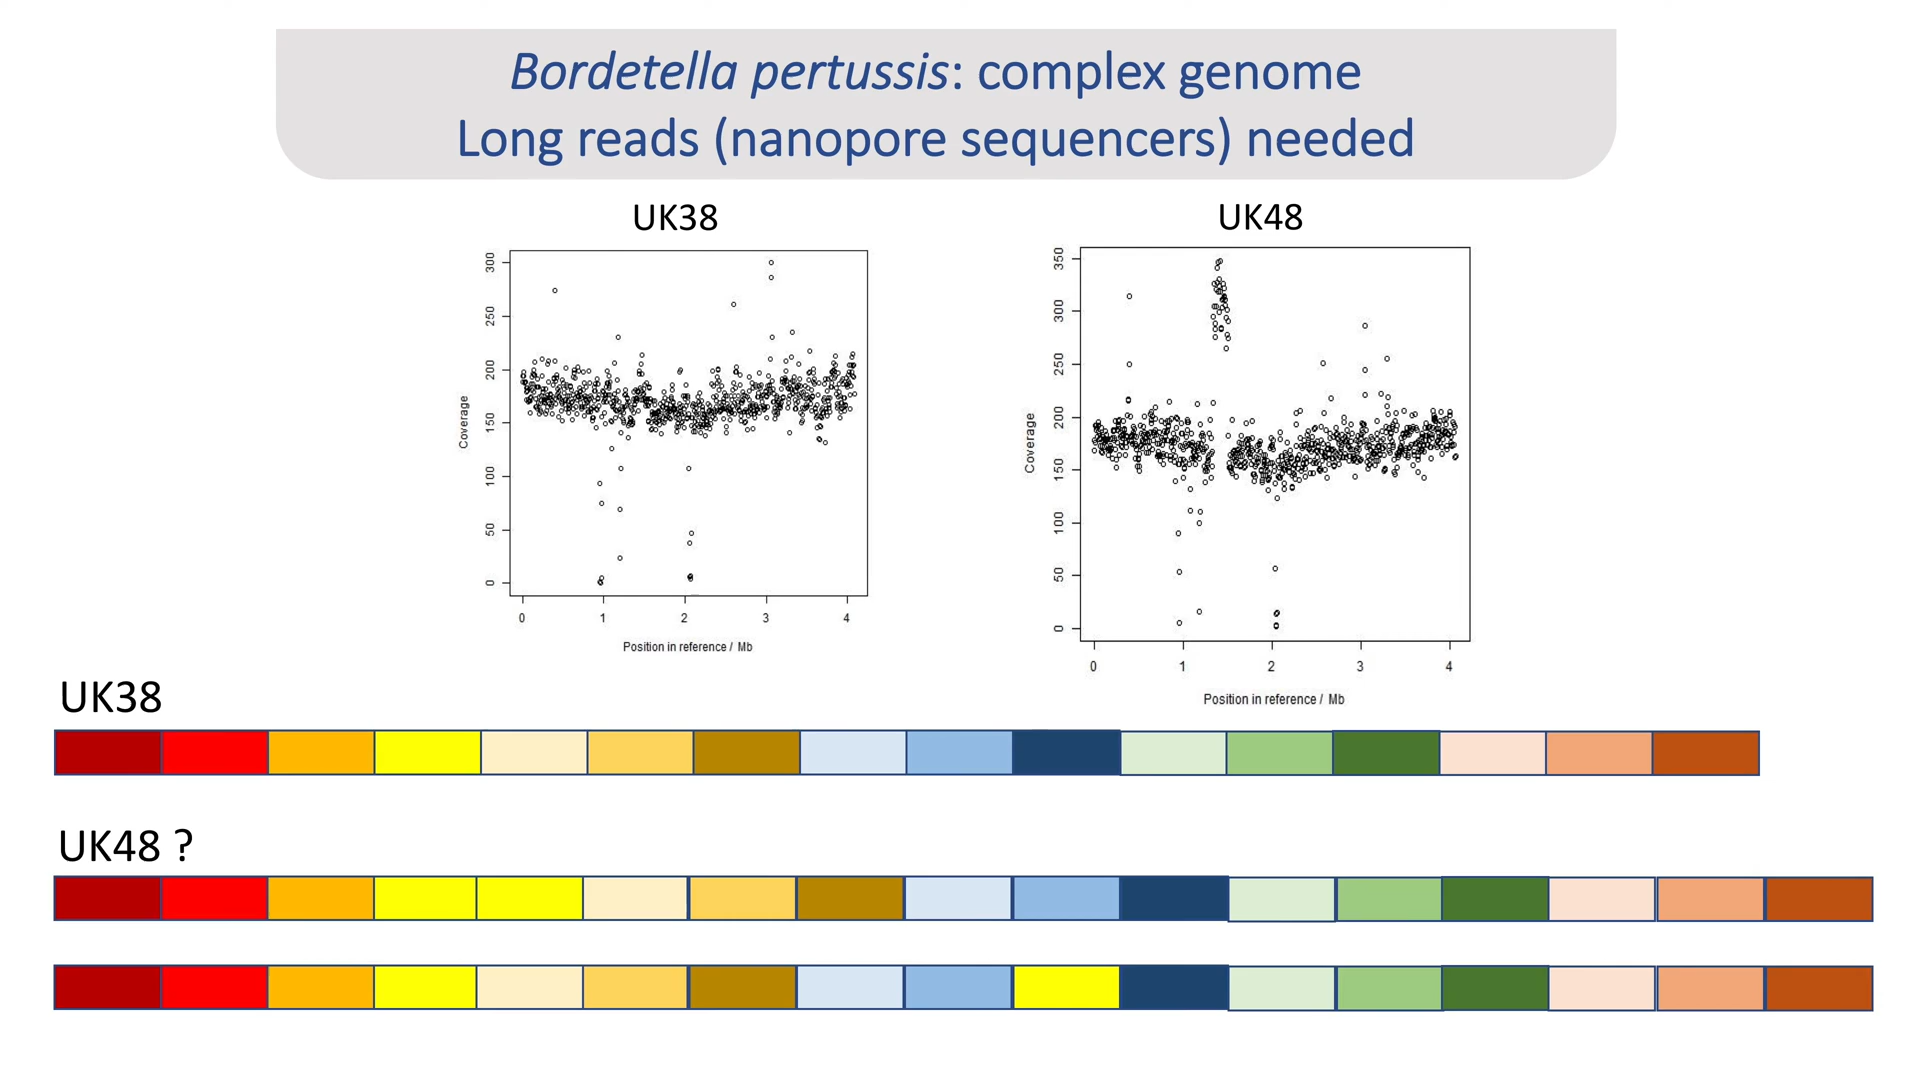 Bordetella pertussis: complex genome
Long reads (nanopore sequencers) needed
UK38
UK48
300
250
200
150
100
50
0
Coverage
0 1 2 3 4
Position in reference / Mb
350
300
250
200
150
100
50
0
Coverage
0 1 2 3 4
Position in reference / Mb
UK38
UK48 ?